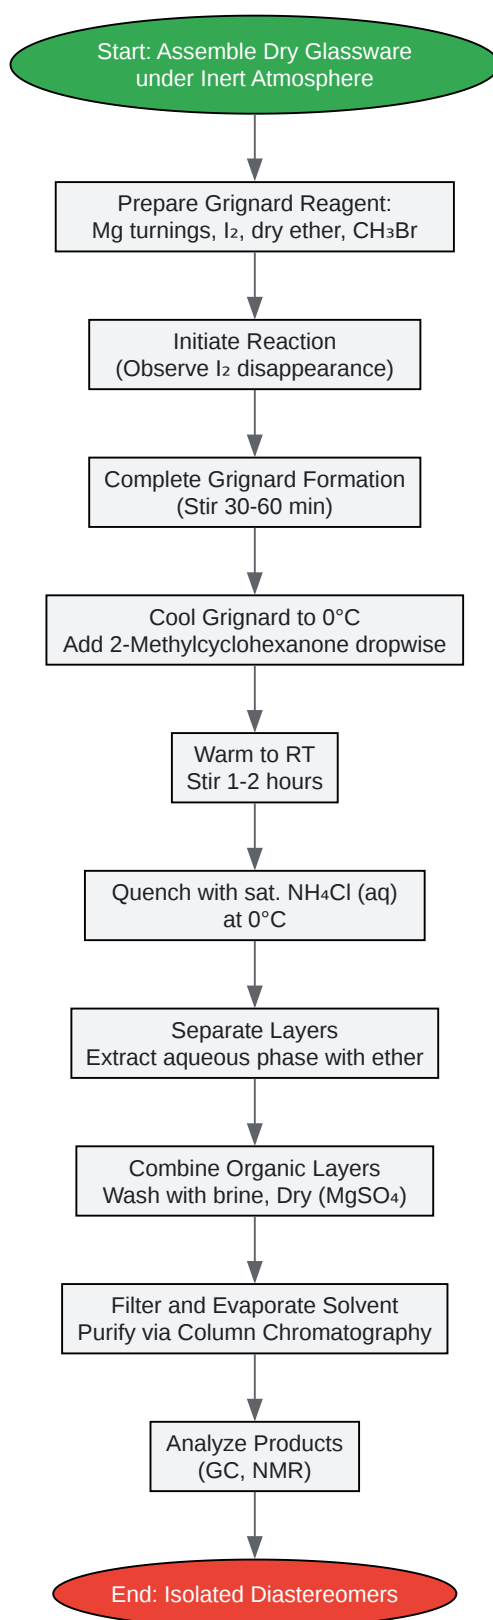 Start: Assemble Dry Glassware
under Inert Atmosphere
Prepare Grignard Reagent:
Mg turnings, I₂, dry ether, CH₃Br
Initiate Reaction
(Observe I₂ disappearance)
Complete Grignard Formation
(Stir 30-60 min)
Cool Grignard to 0°C
Add 2-Methylcyclohexanone dropwise
Warm to RT
Stir 1-2 hours
Quench with sat. NH₄Cl (aq)
at 0°C
Separate Layers
Extract aqueous phase with ether
Combine Organic Layers
Wash with brine, Dry (MgSO₄)
Filter and Evaporate Solvent
Purify via Column Chromatography
Analyze Products
(GC, NMR)
End: Isolated Diastereomers